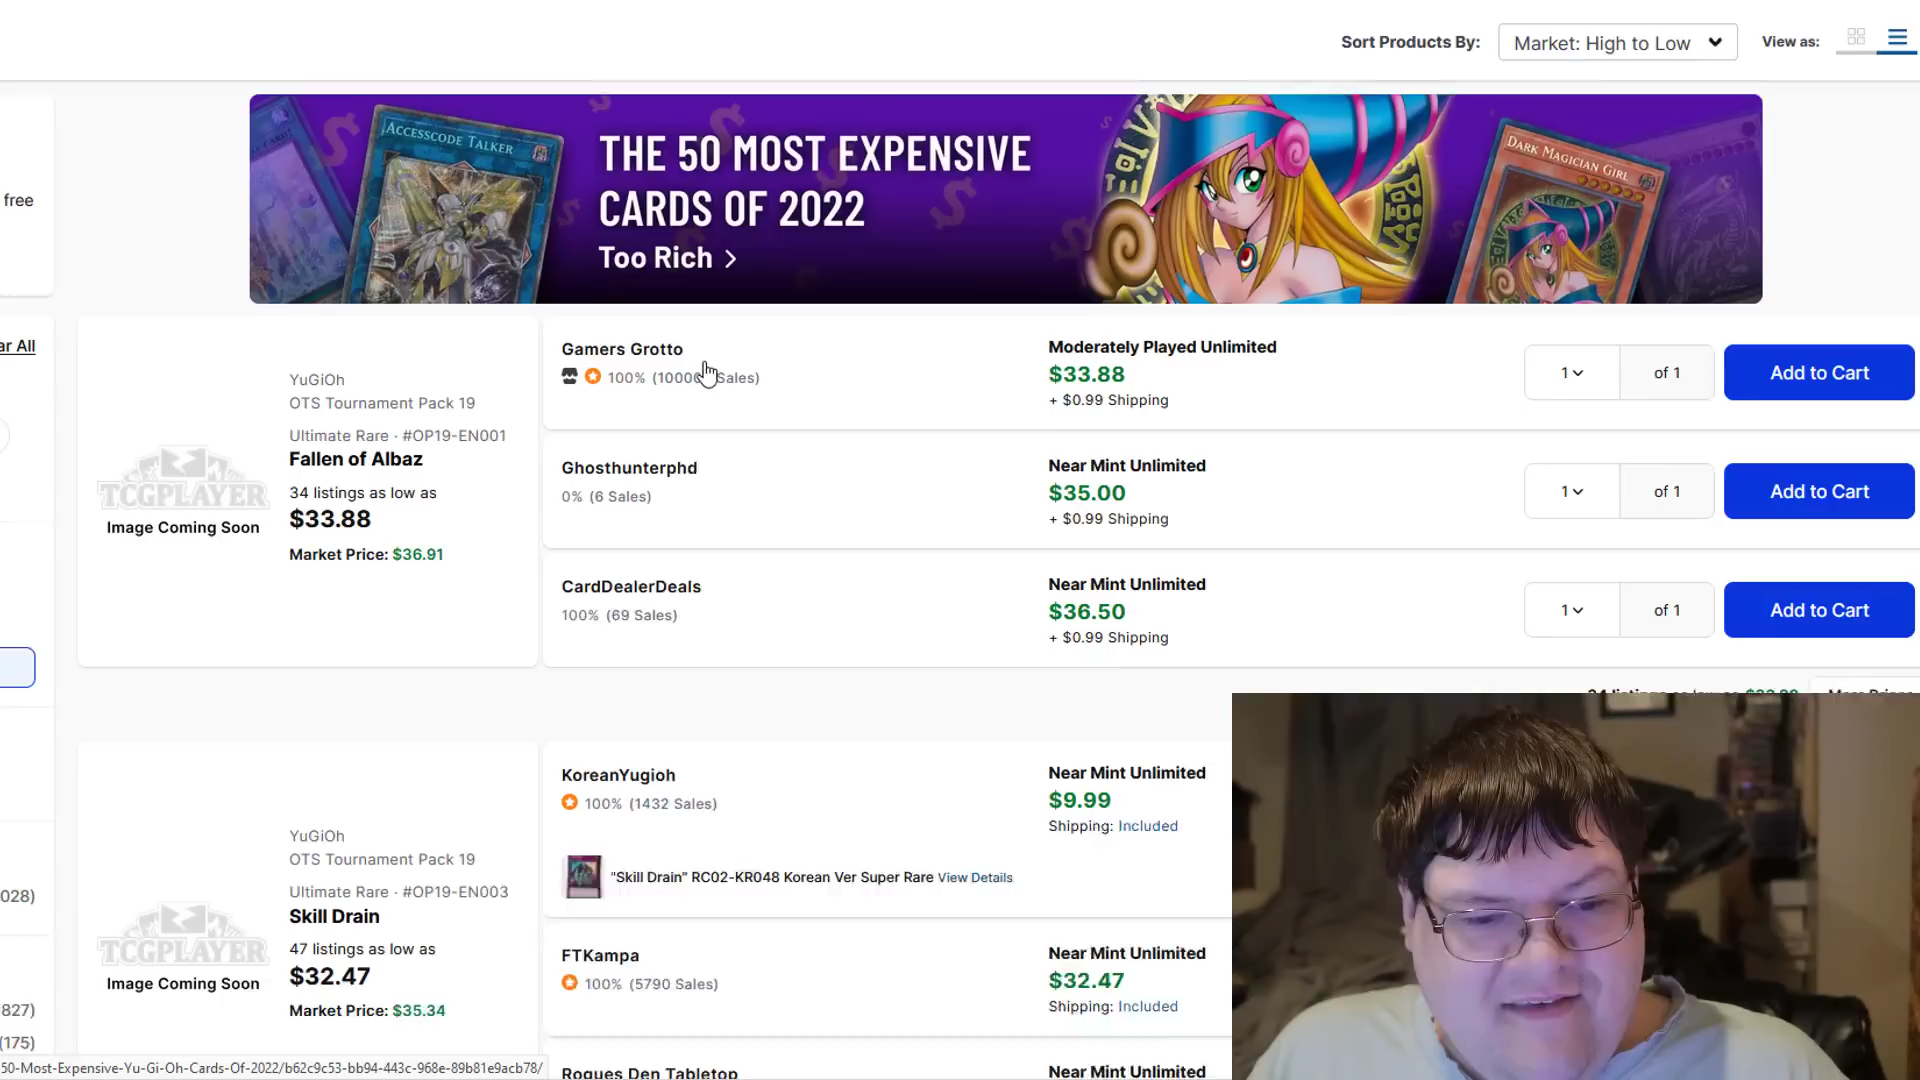 Sort Products By:
Market: High to Low
View as:
free
ACCESSCODE TALKER
THE 50 MOST EXPENSIVE
CARDS OF 2022
Too Rich >
DARK MAGICIAN GIRL
ar All
YuGiOh
OTS Tournament Pack 19
Ultimate Rare · #OP19-EN001
Fallen of Albaz
34 listings as low as
$33.88
Market Price: $36.91
TCGPLAYER
Image Coming Soon
Gamers Grotto
100% (10000 Sales)
Moderately Played Unlimited
$33.88
+ $0.99 Shipping
1
of 1
Add to Cart
Ghosthunterphd
0% (6 Sales)
Near Mint Unlimited
$35.00
+ $0.99 Shipping
1
of 1
Add to Cart
CardDealerDeals
100% (69 Sales)
Near Mint Unlimited
$36.50
+ $0.99 Shipping
1
of 1
Add to Cart
YuGiOh
OTS Tournament Pack 19
Ultimate Rare · #OP19-EN003
Skill Drain
47 listings as low as
$32.47
Market Price: $35.34
TCGPLAYER
Image Coming Soon
KoreanYugioh
100% (1432 Sales)
Near Mint Unlimited
$9.99
Shipping: Included
"Skill Drain" RC02-KR048 Korean Ver Super Rare View Details
FTKampa
100% (5790 Sales)
Near Mint Unlimited
$32.47
Shipping: Included
Rogues Den Tabletop
Near Mint Unlimited
028)
827)
(175)
50-Most-Expensive-Yu-Gi-Oh-Cards-Of-2022/b62c9c53-bb94-443c-968e-89b81e9acb78/